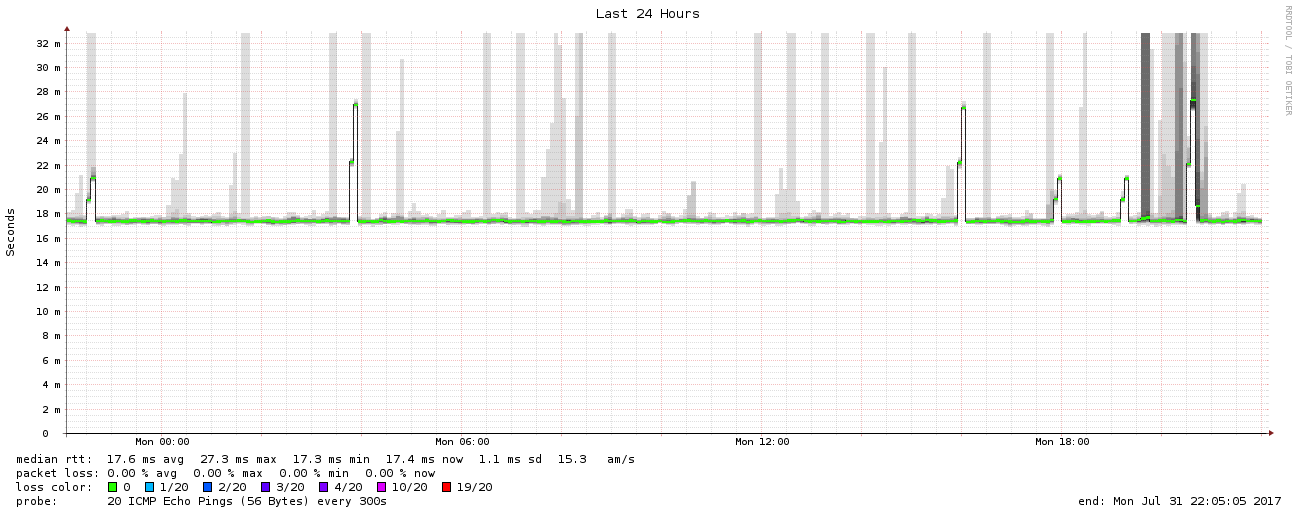 Last 24 Hours
RRDTOOL / TOBI OETIKER
Seconds
32 m
30 m
28 m
26 m
24 m
22 m
20 m
18 m
16 m
14 m
12 m
10 m
8 m
6 m
4 m
2 m
0
Mon 00:00 Mon 06:00 Mon 12:00 Mon 18:00
median rtt: 17.6 ms avg 27.3 ms max 17.3 ms min 17.4 ms now 1.1 ms sd 15.3 am/s
packet loss: 0.00 % avg 0.00 % max 0.00 % min 0.00 % now
loss color: 0 1/20 2/20 3/20 4/20 10/20 19/20
probe: 20 ICMP Echo Pings (56 Bytes) every 300s end: Mon Jul 31 22:05:05 2017